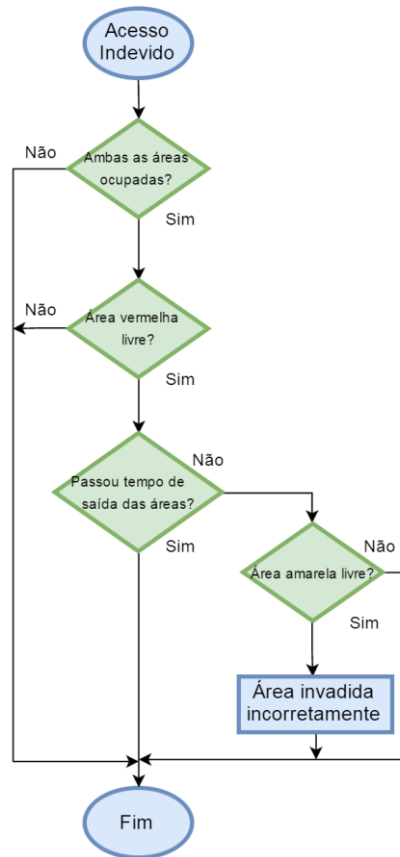 Acesso
Indevido
Não
Ambas as áreas
ocupadas?
Sim
Não
Área vermelha
livre?
Sim
Não
Passou tempo de
saída das áreas?
Sim
Não
Área amarela livre?
Sim
Área invadida
incorretamente
Fim